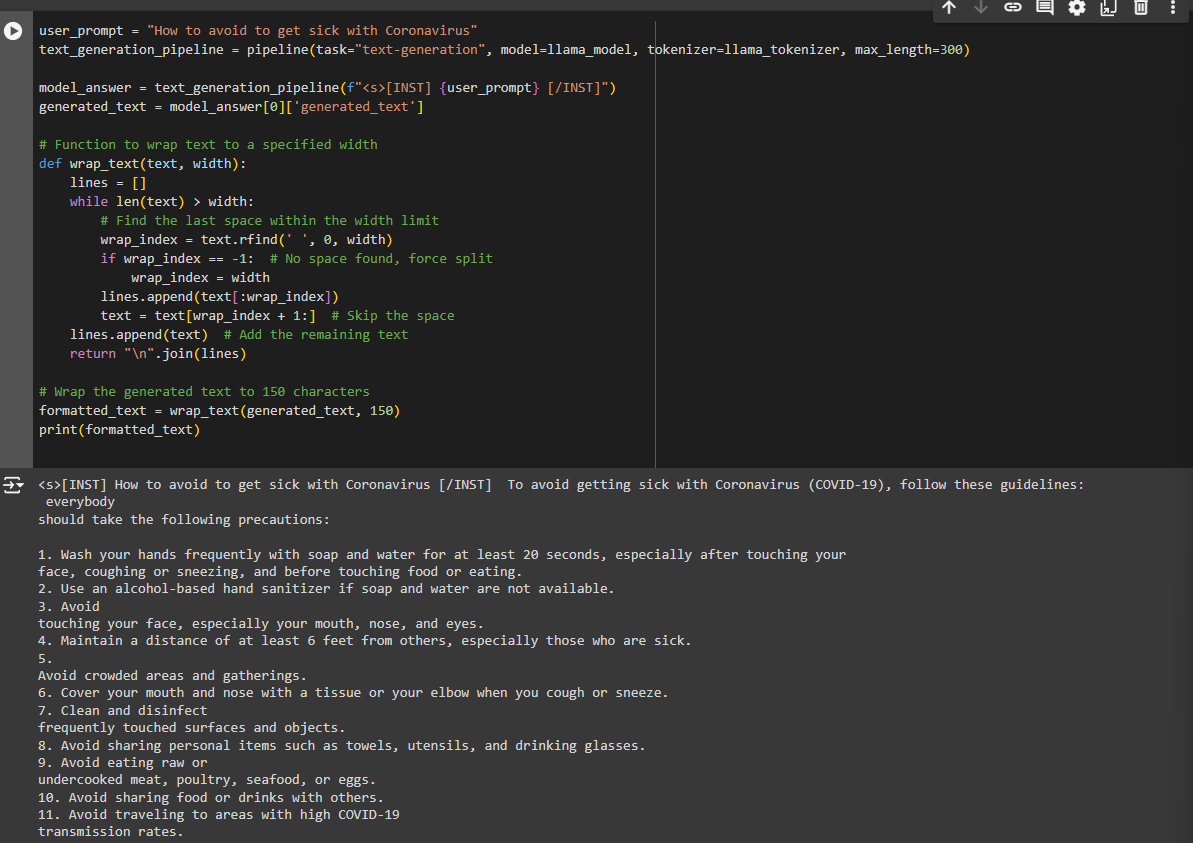 user_prompt = "How to avoid to get sick with Coronavirus"
text_generation_pipeline = pipeline(task="text-generation", model=llama_model, tokenizer=llama_tokenizer, max_length=300)

model_answer = text_generation_pipeline(f"<s>[INST] {user_prompt} [/INST]")
generated_text = model_answer[0]['generated_text']

# Function to wrap text to a specified width
def wrap_text(text, width):
    lines = []
    while len(text) > width:
        # Find the last space within the width limit
        wrap_index = text.rfind(' ', 0, width)
        if wrap_index == -1:  # No space found, force split
            wrap_index = width
        lines.append(text[:wrap_index])
        text = text[wrap_index + 1:]  # Skip the space
    lines.append(text)  # Add the remaining text
    return "\n".join(lines)

# Wrap the generated text to 150 characters
formatted_text = wrap_text(generated_text, 150)
print(formatted_text)

<s>[INST] How to avoid to get sick with Coronavirus [/INST]  To avoid getting sick with Coronavirus (COVID-19), follow these guidelines:
 everybody
should take the following precautions:

1. Wash your hands frequently with soap and water for at least 20 seconds, especially after touching your
face, coughing or sneezing, and before touching food or eating.
2. Use an alcohol-based hand sanitizer if soap and water are not available.
3. Avoid
touching your face, especially your mouth, nose, and eyes.
4. Maintain a distance of at least 6 feet from others, especially those who are sick.
5.
Avoid crowded areas and gatherings.
6. Cover your mouth and nose with a tissue or your elbow when you cough or sneeze.
7. Clean and disinfect
frequently touched surfaces and objects.
8. Avoid sharing personal items such as towels, utensils, and drinking glasses.
9. Avoid eating raw or
undercooked meat, poultry, seafood, or eggs.
10. Avoid sharing food or drinks with others.
11. Avoid traveling to areas with high COVID-19
transmission rates.